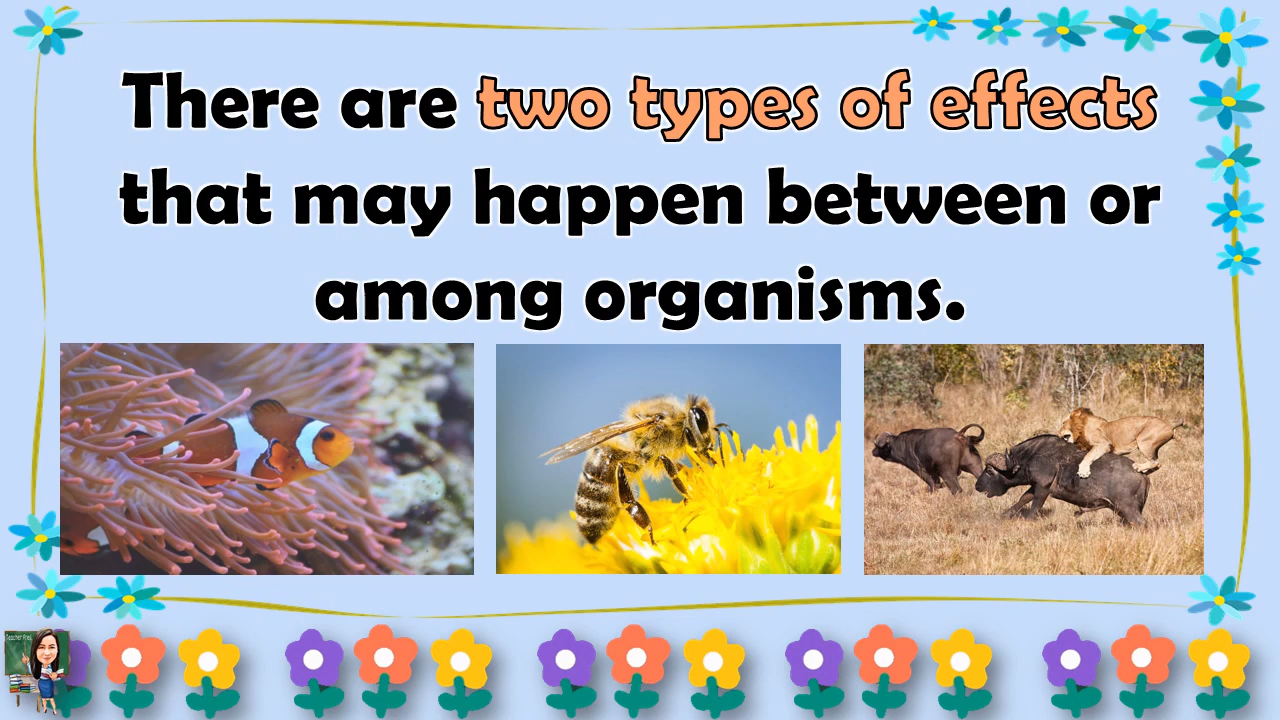 There are two types of effects
that may happen between or
among organisms.